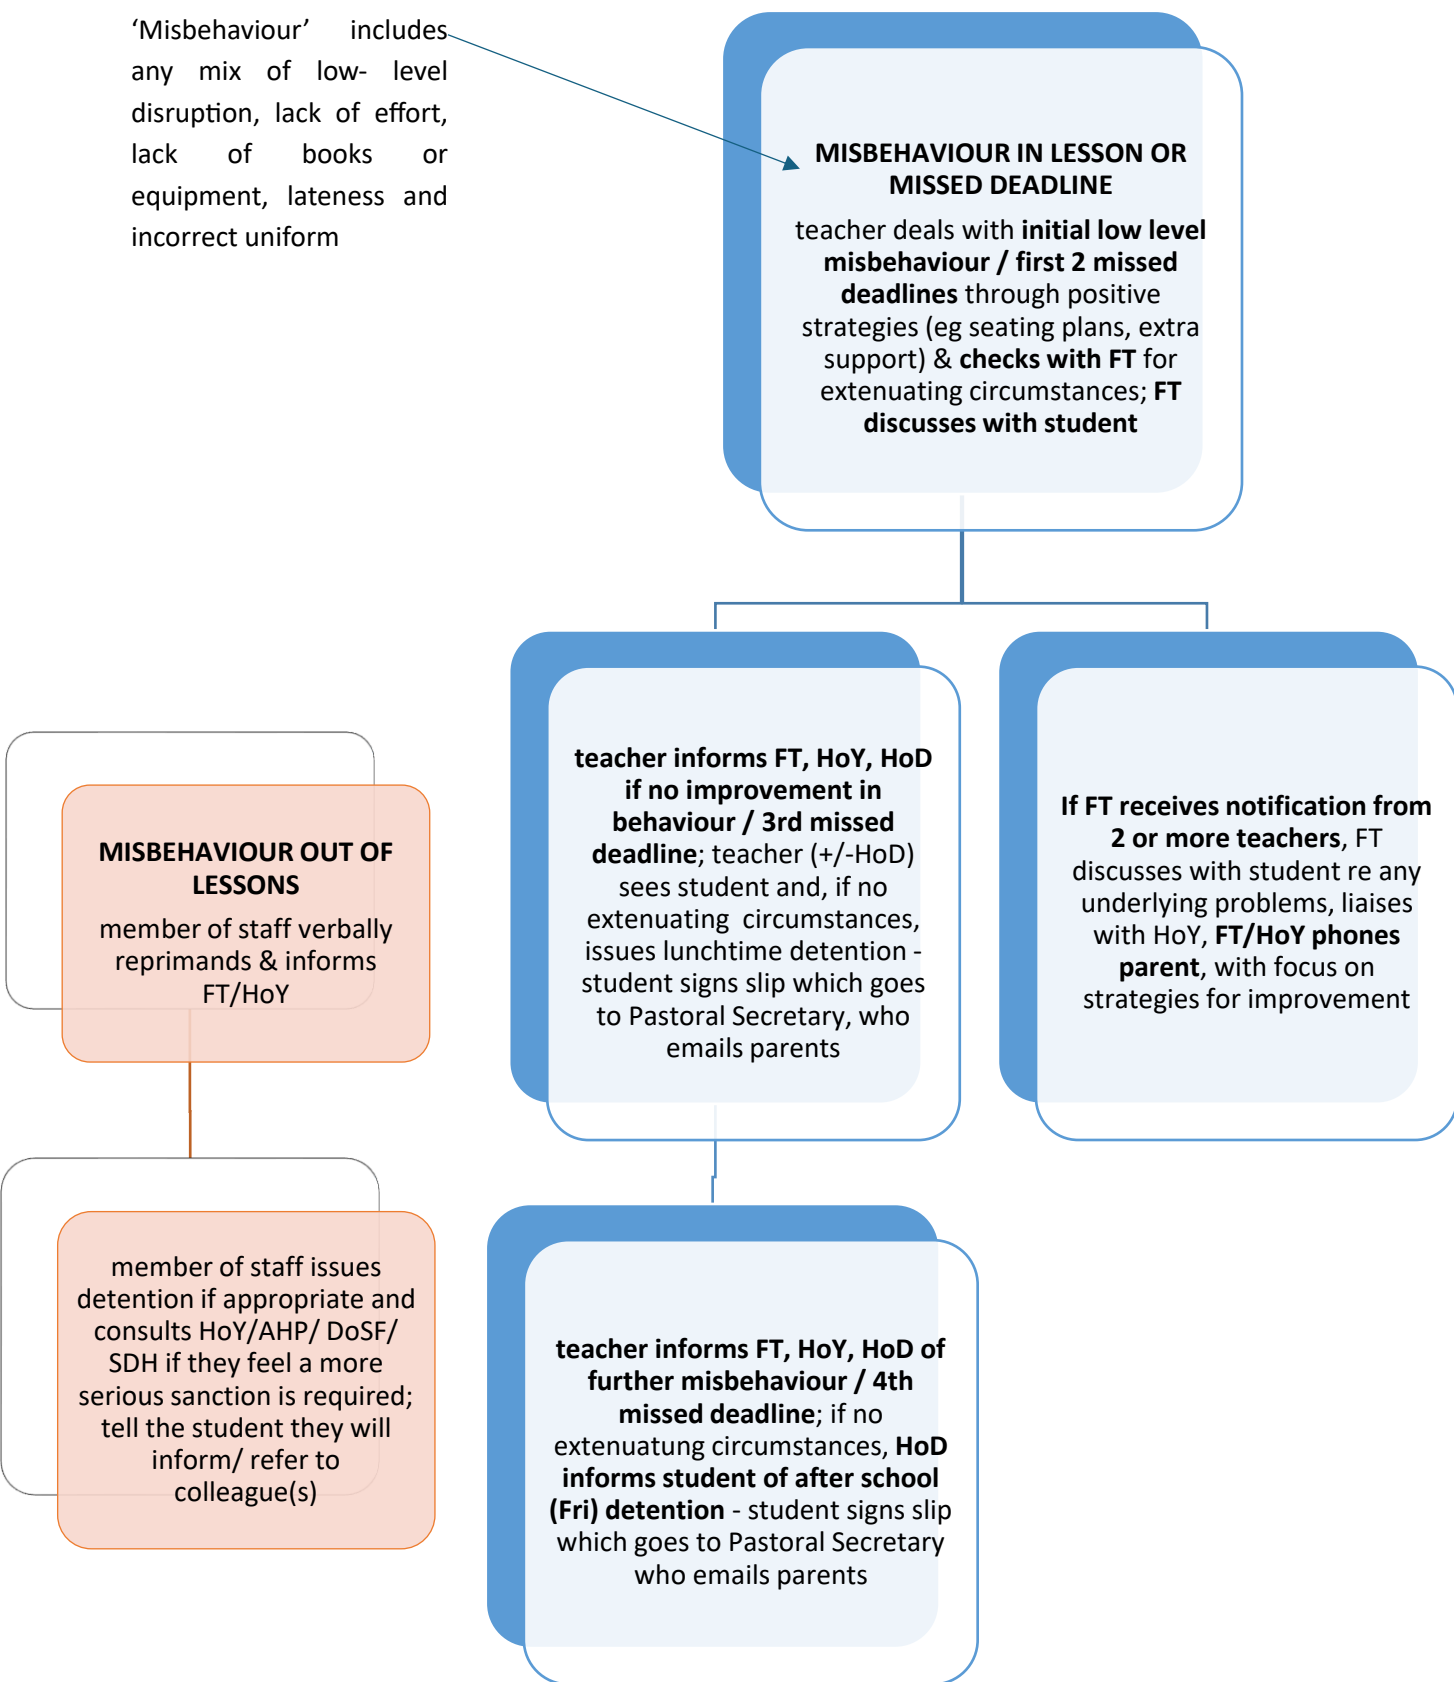 ‘Misbehaviour’ includes
any mix of low- level
disruption, lack of effort,
lack of books or
equipment, lateness and
incorrect uniform
MISBEHAVIOUR IN LESSON OR
MISSED DEADLINE
teacher deals with initial low level
misbehaviour / first 2 missed
deadlines through positive
strategies (eg seating plans, extra
support) & checks with FT for
extenuating circumstances; FT
discusses with student
teacher informs FT, HoY, HoD
if no improvement in
behaviour / 3rd missed
deadline; teacher (+/-HoD)
sees student and, if no
extenuating circumstances,
issues lunchtime detention -
student signs slip which goes
to Pastoral Secretary, who
emails parents
If FT receives notification from
2 or more teachers, FT
discusses with student re any
underlying problems, liaises
with HoY, FT/HoY phones
parent, with focus on
strategies for improvement
MISBEHAVIOUR OUT OF
LESSONS
member of staff verbally
reprimands & informs
FT/HoY
member of staff issues
detention if appropriate and
consults HoY/AHP/ DoSF/
SDH if they feel a more
serious sanction is required;
tell the student they will
inform/ refer to
colleague(s)
teacher informs FT, HoY, HoD of
further misbehaviour / 4th
missed deadline; if no
extenuatung circumstances, HoD
informs student of after school
(Fri) detention - student signs slip
which goes to Pastoral Secretary
who emails parents